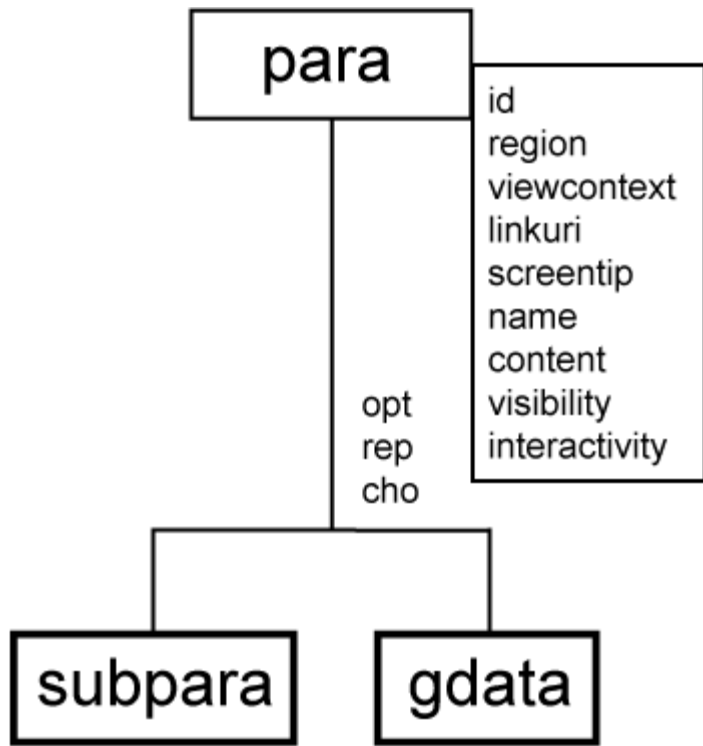 para
id
region
viewcontext
linkuri
screentip
name
content
visibility
interactivity
opt
rep
cho
subpara
gdata